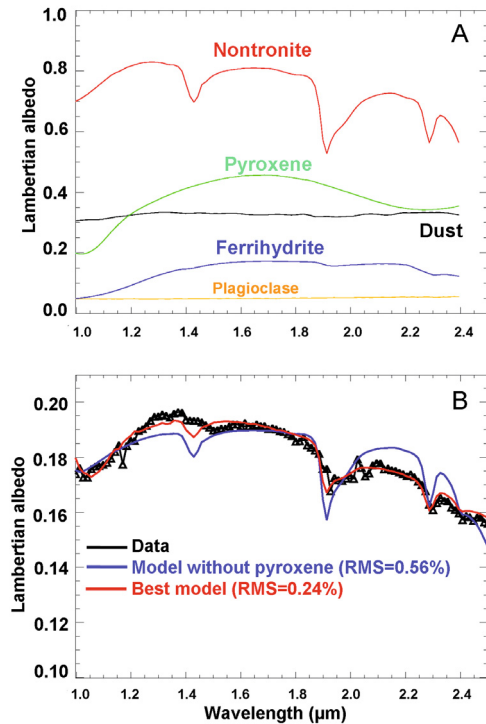 A
1.0
0.8
0.6
0.4
0.2
0.0
Lambertian albedo
Nontronite
Pyroxene
Dust
Ferrihydrite
Plagioclase
1.0 1.2 1.4 1.6 1.8 2.0 2.2 2.4
B
0.20
0.18
0.16
0.14
0.12
0.10
Lambertian albedo
Data
Model without pyroxene (RMS=0.56%)
Best model (RMS=0.24%)
1.0 1.2 1.4 1.6 1.8 2.0 2.2 2.4
Wavelength (µm)